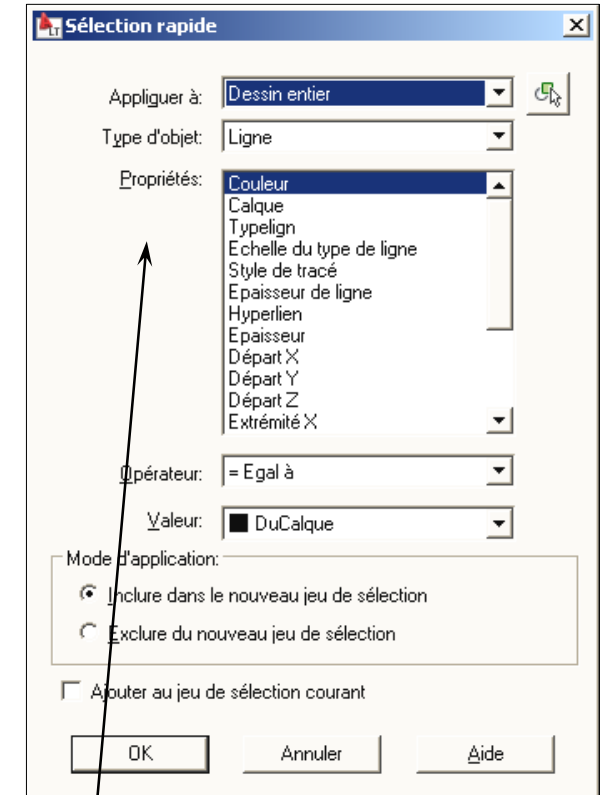 LT Sélection rapide
Appliquer à: Dessin entier
Type d'objet: Ligne
Propriétés:
Couleur
Calque
Typelign
Echelle du type de ligne
Style de tracé
Epaisseur de ligne
Hyperlien
Epaisseur
Départ X
Départ Y
Départ Z
Extrémité X
Opérateur: = Egal à
Valeur: DuCalque
Mode d'application:
Inclure dans le nouveau jeu de sélection
Exclure du nouveau jeu de sélection
Ajouter au jeu de sélection courant
OK Annuler Aide